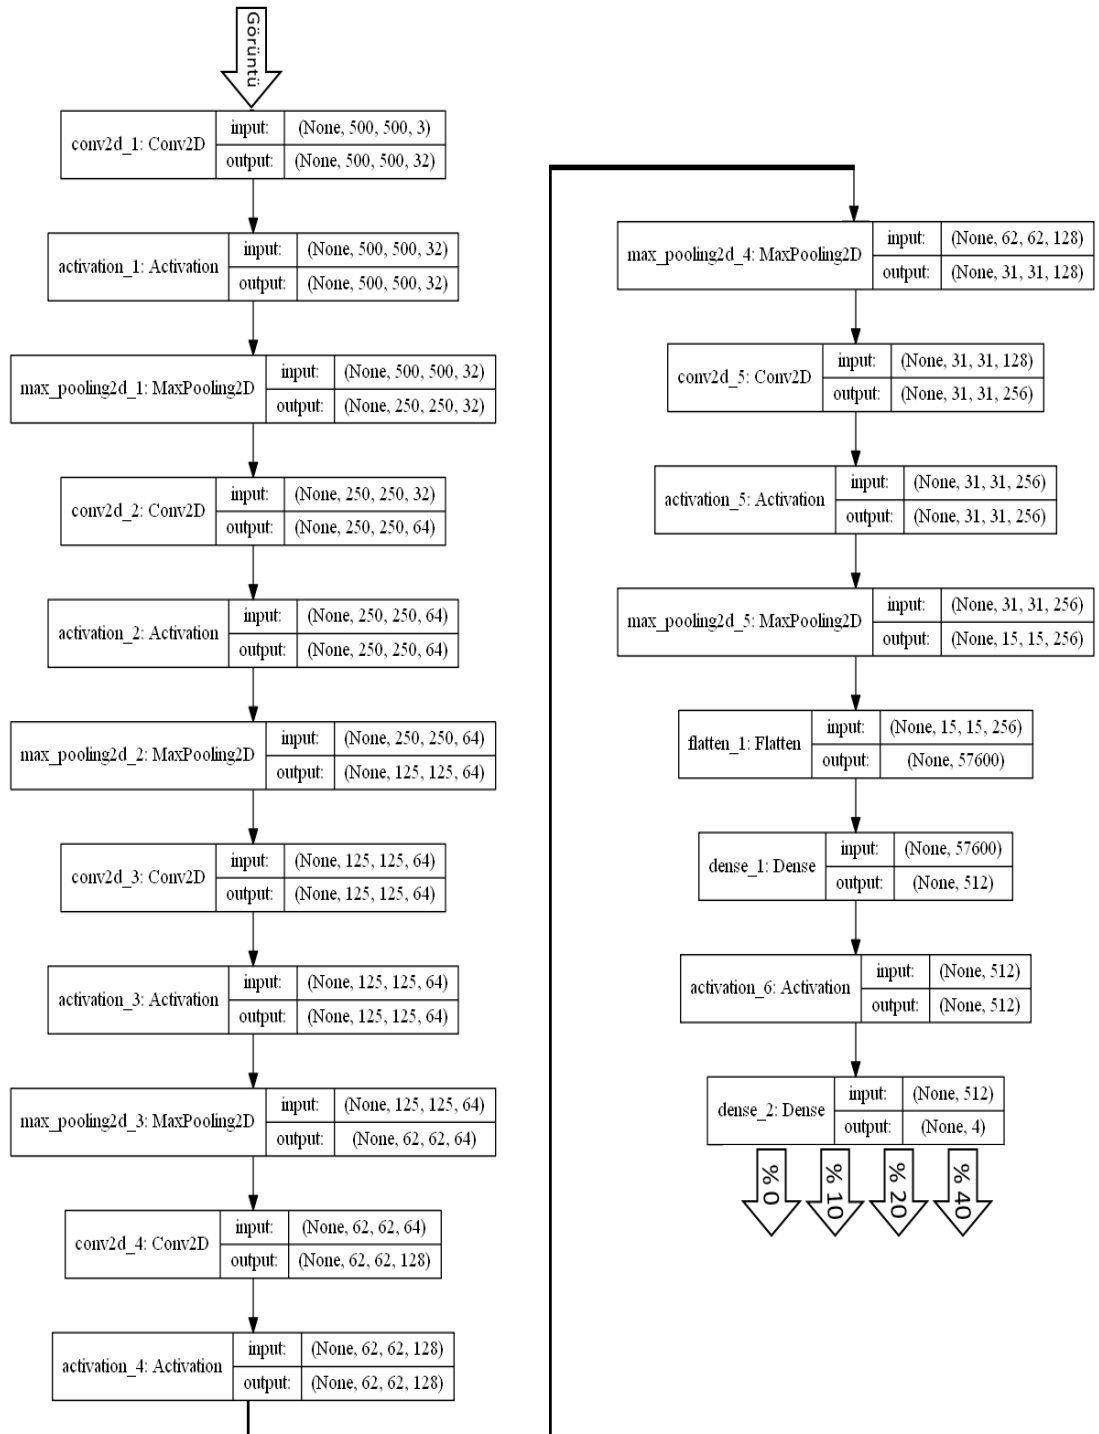 Görüntü
conv2d_1: Conv2D
input: (None, 500, 500, 3)
output: (None, 500, 500, 32)
activation_1: Activation
input: (None, 500, 500, 32)
output: (None, 500, 500, 32)
max_pooling2d_1: MaxPooling2D
input: (None, 500, 500, 32)
output: (None, 250, 250, 32)
conv2d_2: Conv2D
input: (None, 250, 250, 32)
output: (None, 250, 250, 64)
activation_2: Activation
input: (None, 250, 250, 64)
output: (None, 250, 250, 64)
max_pooling2d_2: MaxPooling2D
input: (None, 250, 250, 64)
output: (None, 125, 125, 64)
conv2d_3: Conv2D
input: (None, 125, 125, 64)
output: (None, 125, 125, 64)
activation_3: Activation
input: (None, 125, 125, 64)
output: (None, 125, 125, 64)
max_pooling2d_3: MaxPooling2D
input: (None, 125, 125, 64)
output: (None, 62, 62, 64)
conv2d_4: Conv2D
input: (None, 62, 62, 64)
output: (None, 62, 62, 128)
activation_4: Activation
input: (None, 62, 62, 128)
output: (None, 62, 62, 128)
max_pooling2d_4: MaxPooling2D
input: (None, 62, 62, 128)
output: (None, 31, 31, 128)
conv2d_5: Conv2D
input: (None, 31, 31, 128)
output: (None, 31, 31, 256)
activation_5: Activation
input: (None, 31, 31, 256)
output: (None, 31, 31, 256)
max_pooling2d_5: MaxPooling2D
input: (None, 31, 31, 256)
output: (None, 15, 15, 256)
flatten_1: Flatten
input: (None, 15, 15, 256)
output: (None, 57600)
dense_1: Dense
input: (None, 57600)
output: (None, 512)
activation_6: Activation
input: (None, 512)
output: (None, 512)
dense_2: Dense
input: (None, 512)
output: (None, 4)
% 0
% 10
% 20
% 40